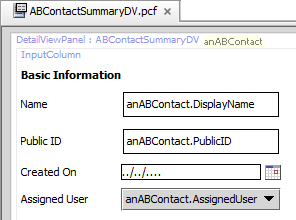 ABContactSummaryDV.pcf
DetailViewPanel : ABContactSummaryDV anABContact
InputColumn
Basic Information
Name anABContact.DisplayName
Public ID anABContact.PublicID
Created On ../../....
Assigned User anABContact.AssignedUser